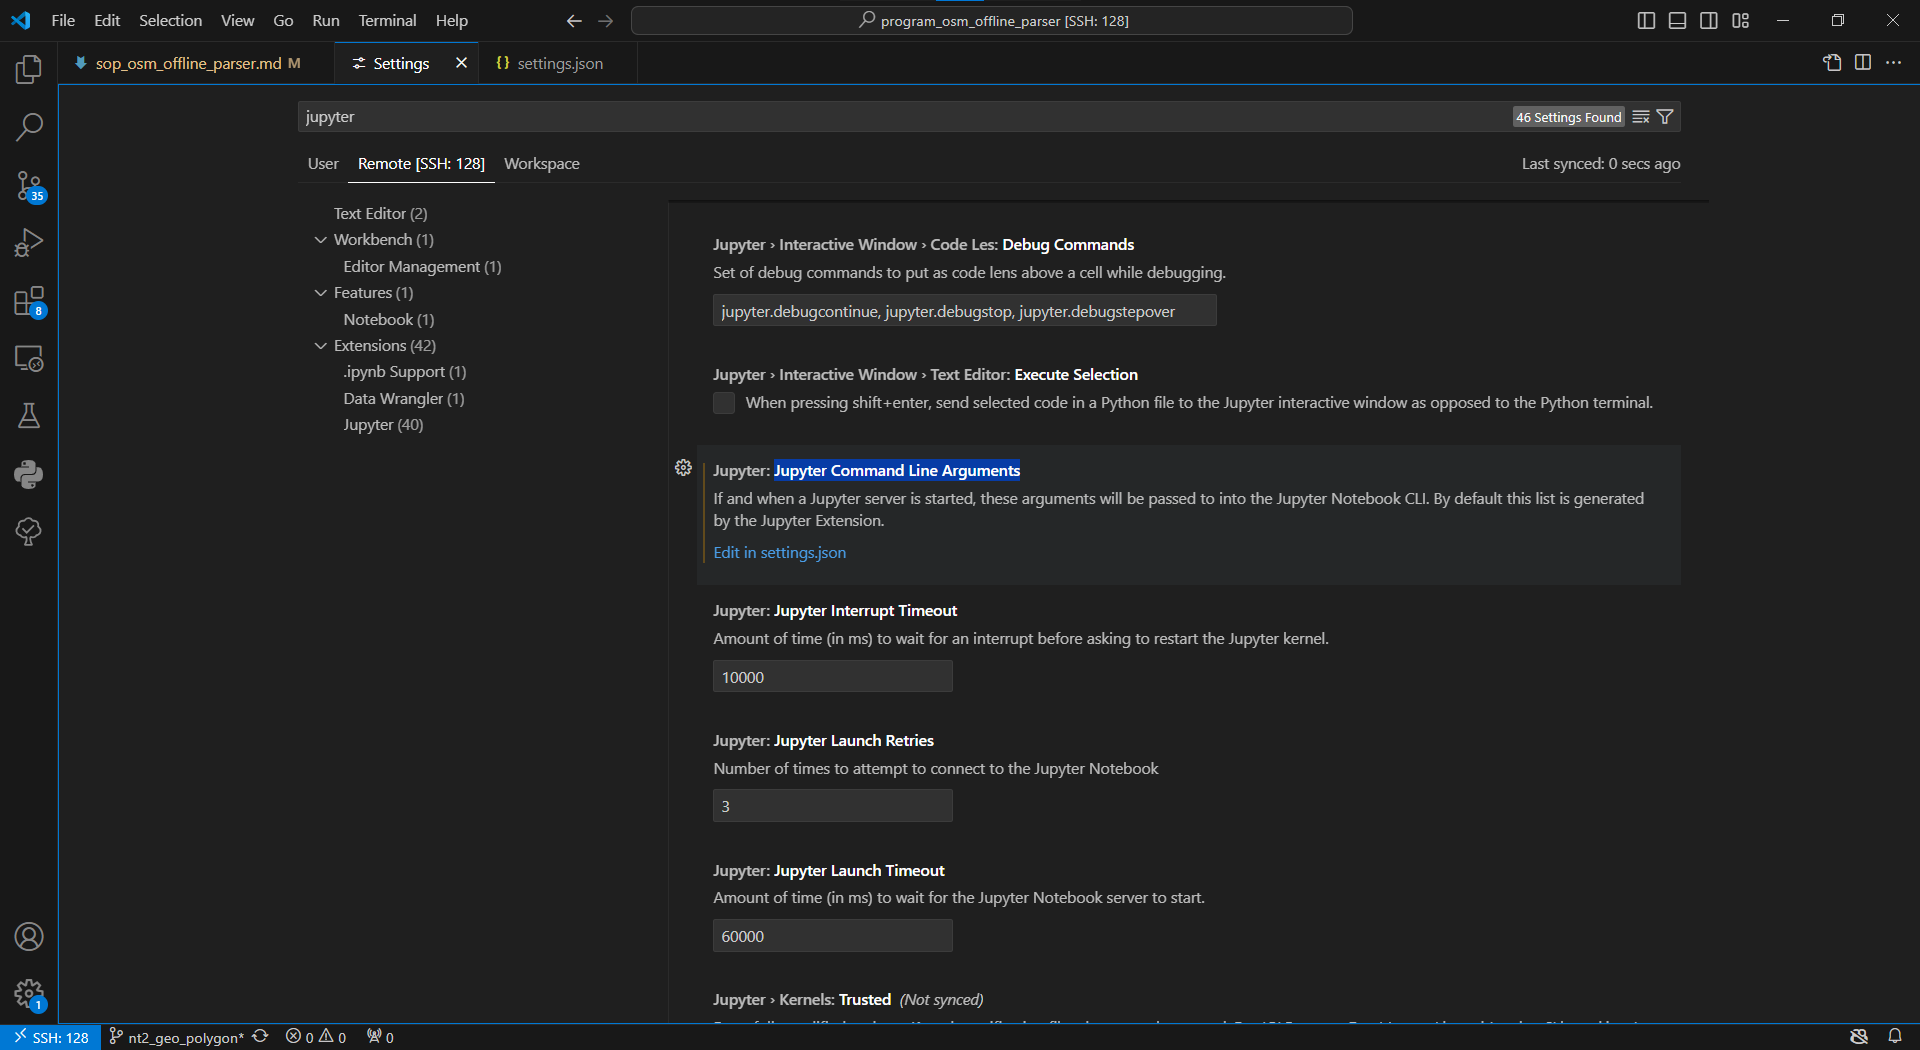 File Edit Selection View Go Run Terminal Help
program_osm_offline_parser [SSH: 128]
sop_osm_offline_parser.md M
Settings
settings.json
jupyter
46 Settings Found
User Remote [SSH: 128] Workspace
Last synced: 0 secs ago
Text Editor (2)
Workbench (1)
Editor Management (1)
Features (1)
Notebook (1)
Extensions (42)
.ipynb Support (1)
Data Wrangler (1)
Jupyter (40)
Jupyter › Interactive Window › Code Les: Debug Commands
Set of debug commands to put as code lens above a cell while debugging.
jupyter.debugcontinue, jupyter.debugstop, jupyter.debugstepover
Jupyter › Interactive Window › Text Editor: Execute Selection
When pressing shift+enter, send selected code in a Python file to the Jupyter interactive window as opposed to the Python terminal.
Jupyter: Jupyter Command Line Arguments
If and when a Jupyter server is started, these arguments will be passed to into the Jupyter Notebook CLI. By default this list is generated
by the Jupyter Extension.
Edit in settings.json
Jupyter: Jupyter Interrupt Timeout
Amount of time (in ms) to wait for an interrupt before asking to restart the Jupyter kernel.
10000
Jupyter: Jupyter Launch Retries
Number of times to attempt to connect to the Jupyter Notebook
3
Jupyter: Jupyter Launch Timeout
Amount of time (in ms) to wait for the Jupyter Notebook server to start.
60000
Jupyter › Kernels: Trusted (Not synced)
35
8
1
SSH: 128 nt2_geo_polygon* 0 0 0